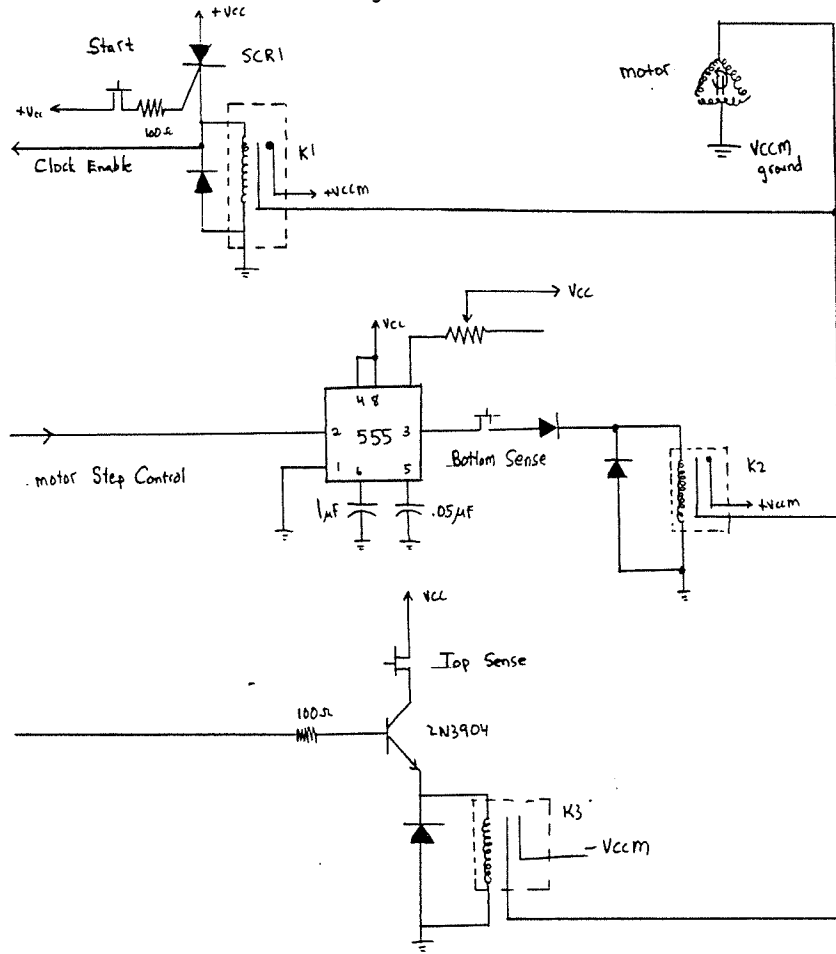 +Vcc
Start
SCR1
motor
+Vcc
100Ω
K1
Clock Enable
VCCM
ground
+VCCM
Vcc
Vcc
4 8
2 555 3
Bottom Sense
1 6 5
K2
motor Step Control
1μF .05μF
+VCCM
Vcc
Top Sense
100Ω
2N3904
K3
- VCCM